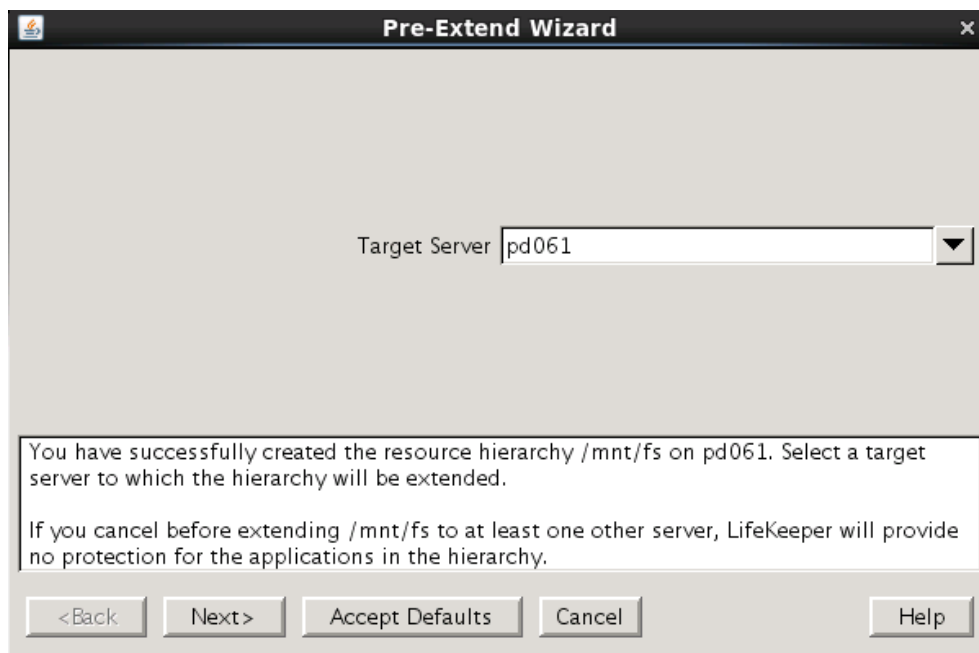 Pre-Extend Wizard
Target Server pd061
You have successfully created the resource hierarchy /mnt/fs on pd061. Select a target
server to which the hierarchy will be extended.
If you cancel before extending /mnt/fs to at least one other server, LifeKeeper will provide
no protection for the applications in the hierarchy.
<Back Next> Accept Defaults Cancel Help